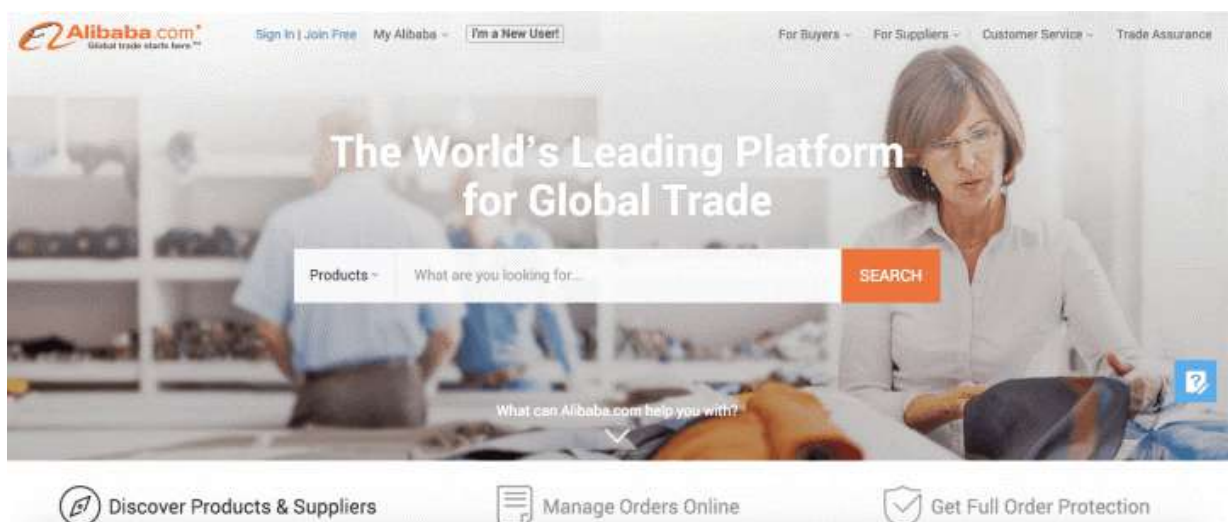 Alibaba.com
Global trade starts here.™
Sign In | Join Free My Alibaba I'm a New User!
For Buyers For Suppliers Customer Service Trade Assurance
The World's Leading Platform
for Global Trade
Products What are you looking for... SEARCH
What can Alibaba.com help you with?
Discover Products & Suppliers Manage Orders Online Get Full Order Protection